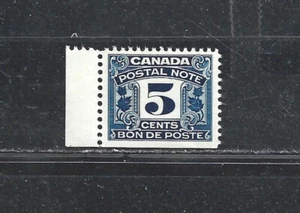 CANADA
POSTAL NOTE
5
CENTS
BON DE POSTE